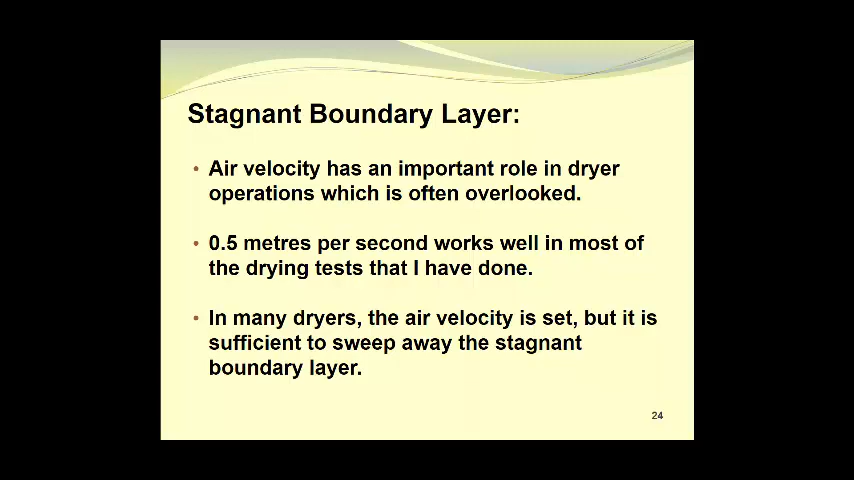 Stagnant Boundary Layer:
• Air velocity has an important role in dryer
operations which is often overlooked.
• 0.5 metres per second works well in most of
the drying tests that I have done.
• In many dryers, the air velocity is set, but it is
sufficient to sweep away the stagnant
boundary layer.
24